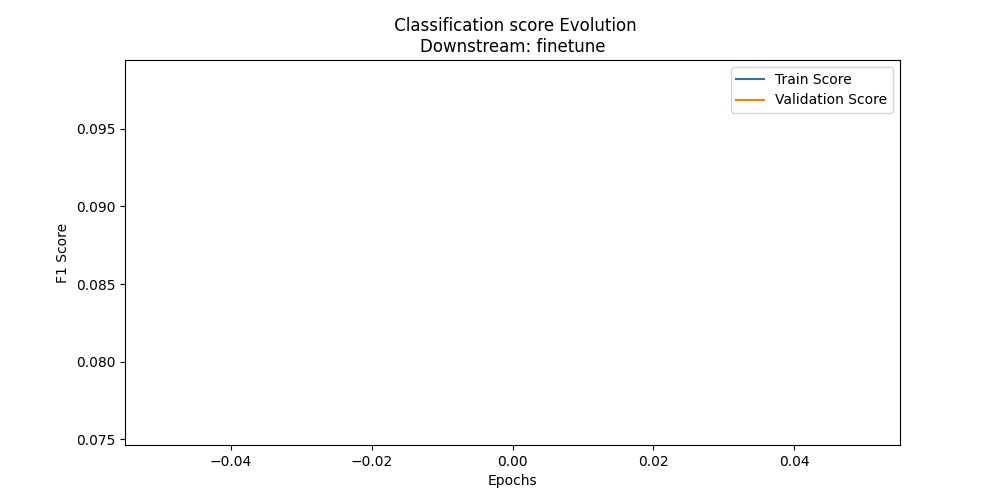 Classification score Evolution
Downstream: finetune
Train Score
Validation Score
0.095
0.090
0.085
0.080
0.075
F1 Score
−0.04
−0.02
0.00
0.02
0.04
Epochs